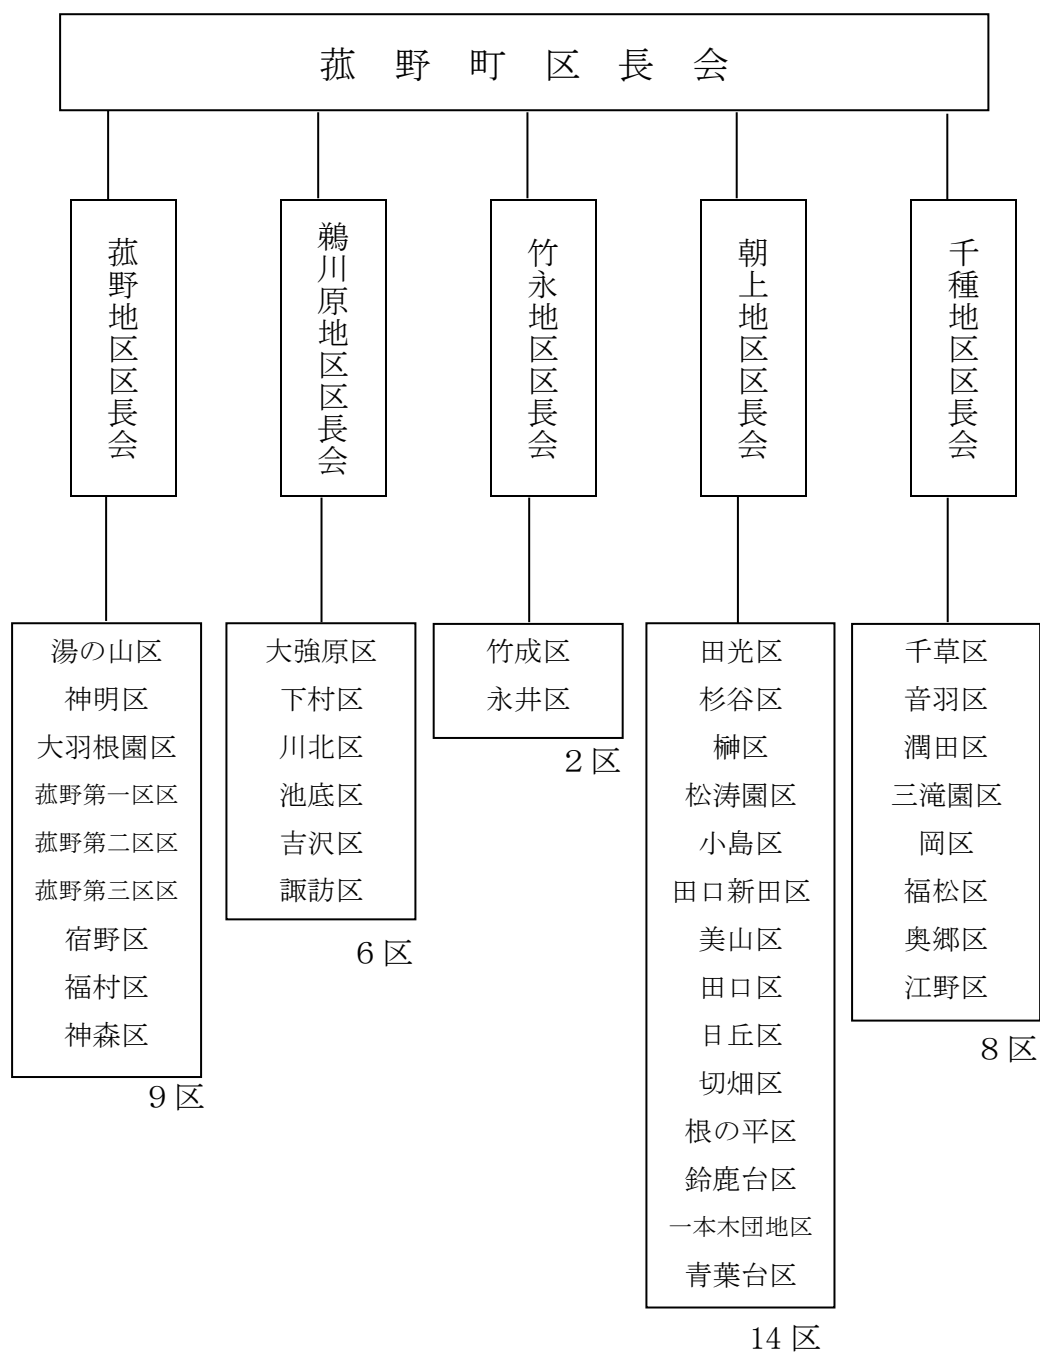 菰野町区長会
菰野地区区長会
鵜川原地区区長会
竹永地区区長会
朝上地区区長会
千種地区区長会
湯の山区
神明区
大羽根園区
菰野第一区区
菰野第二区区
菰野第三区区
宿野区
福村区
神森区
9区
大強原区
下村区
川北区
池底区
吉沢区
諏訪区
6区
竹成区
永井区
2区
田光区
杉谷区
榊区
松涛園区
小島区
田口新田区
美山区
田口区
日丘区
切畑区
根の平区
鈴鹿台区
一本木団地区
青葉台区
14区
千草区
音羽区
潤田区
三滝園区
岡区
福松区
奥郷区
江野区
8区